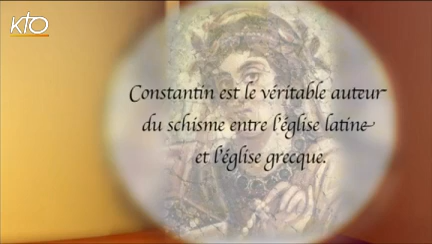 KTO
Constantin est le véritable auteur
du schisme entre l'église latine
et l'église grecque.